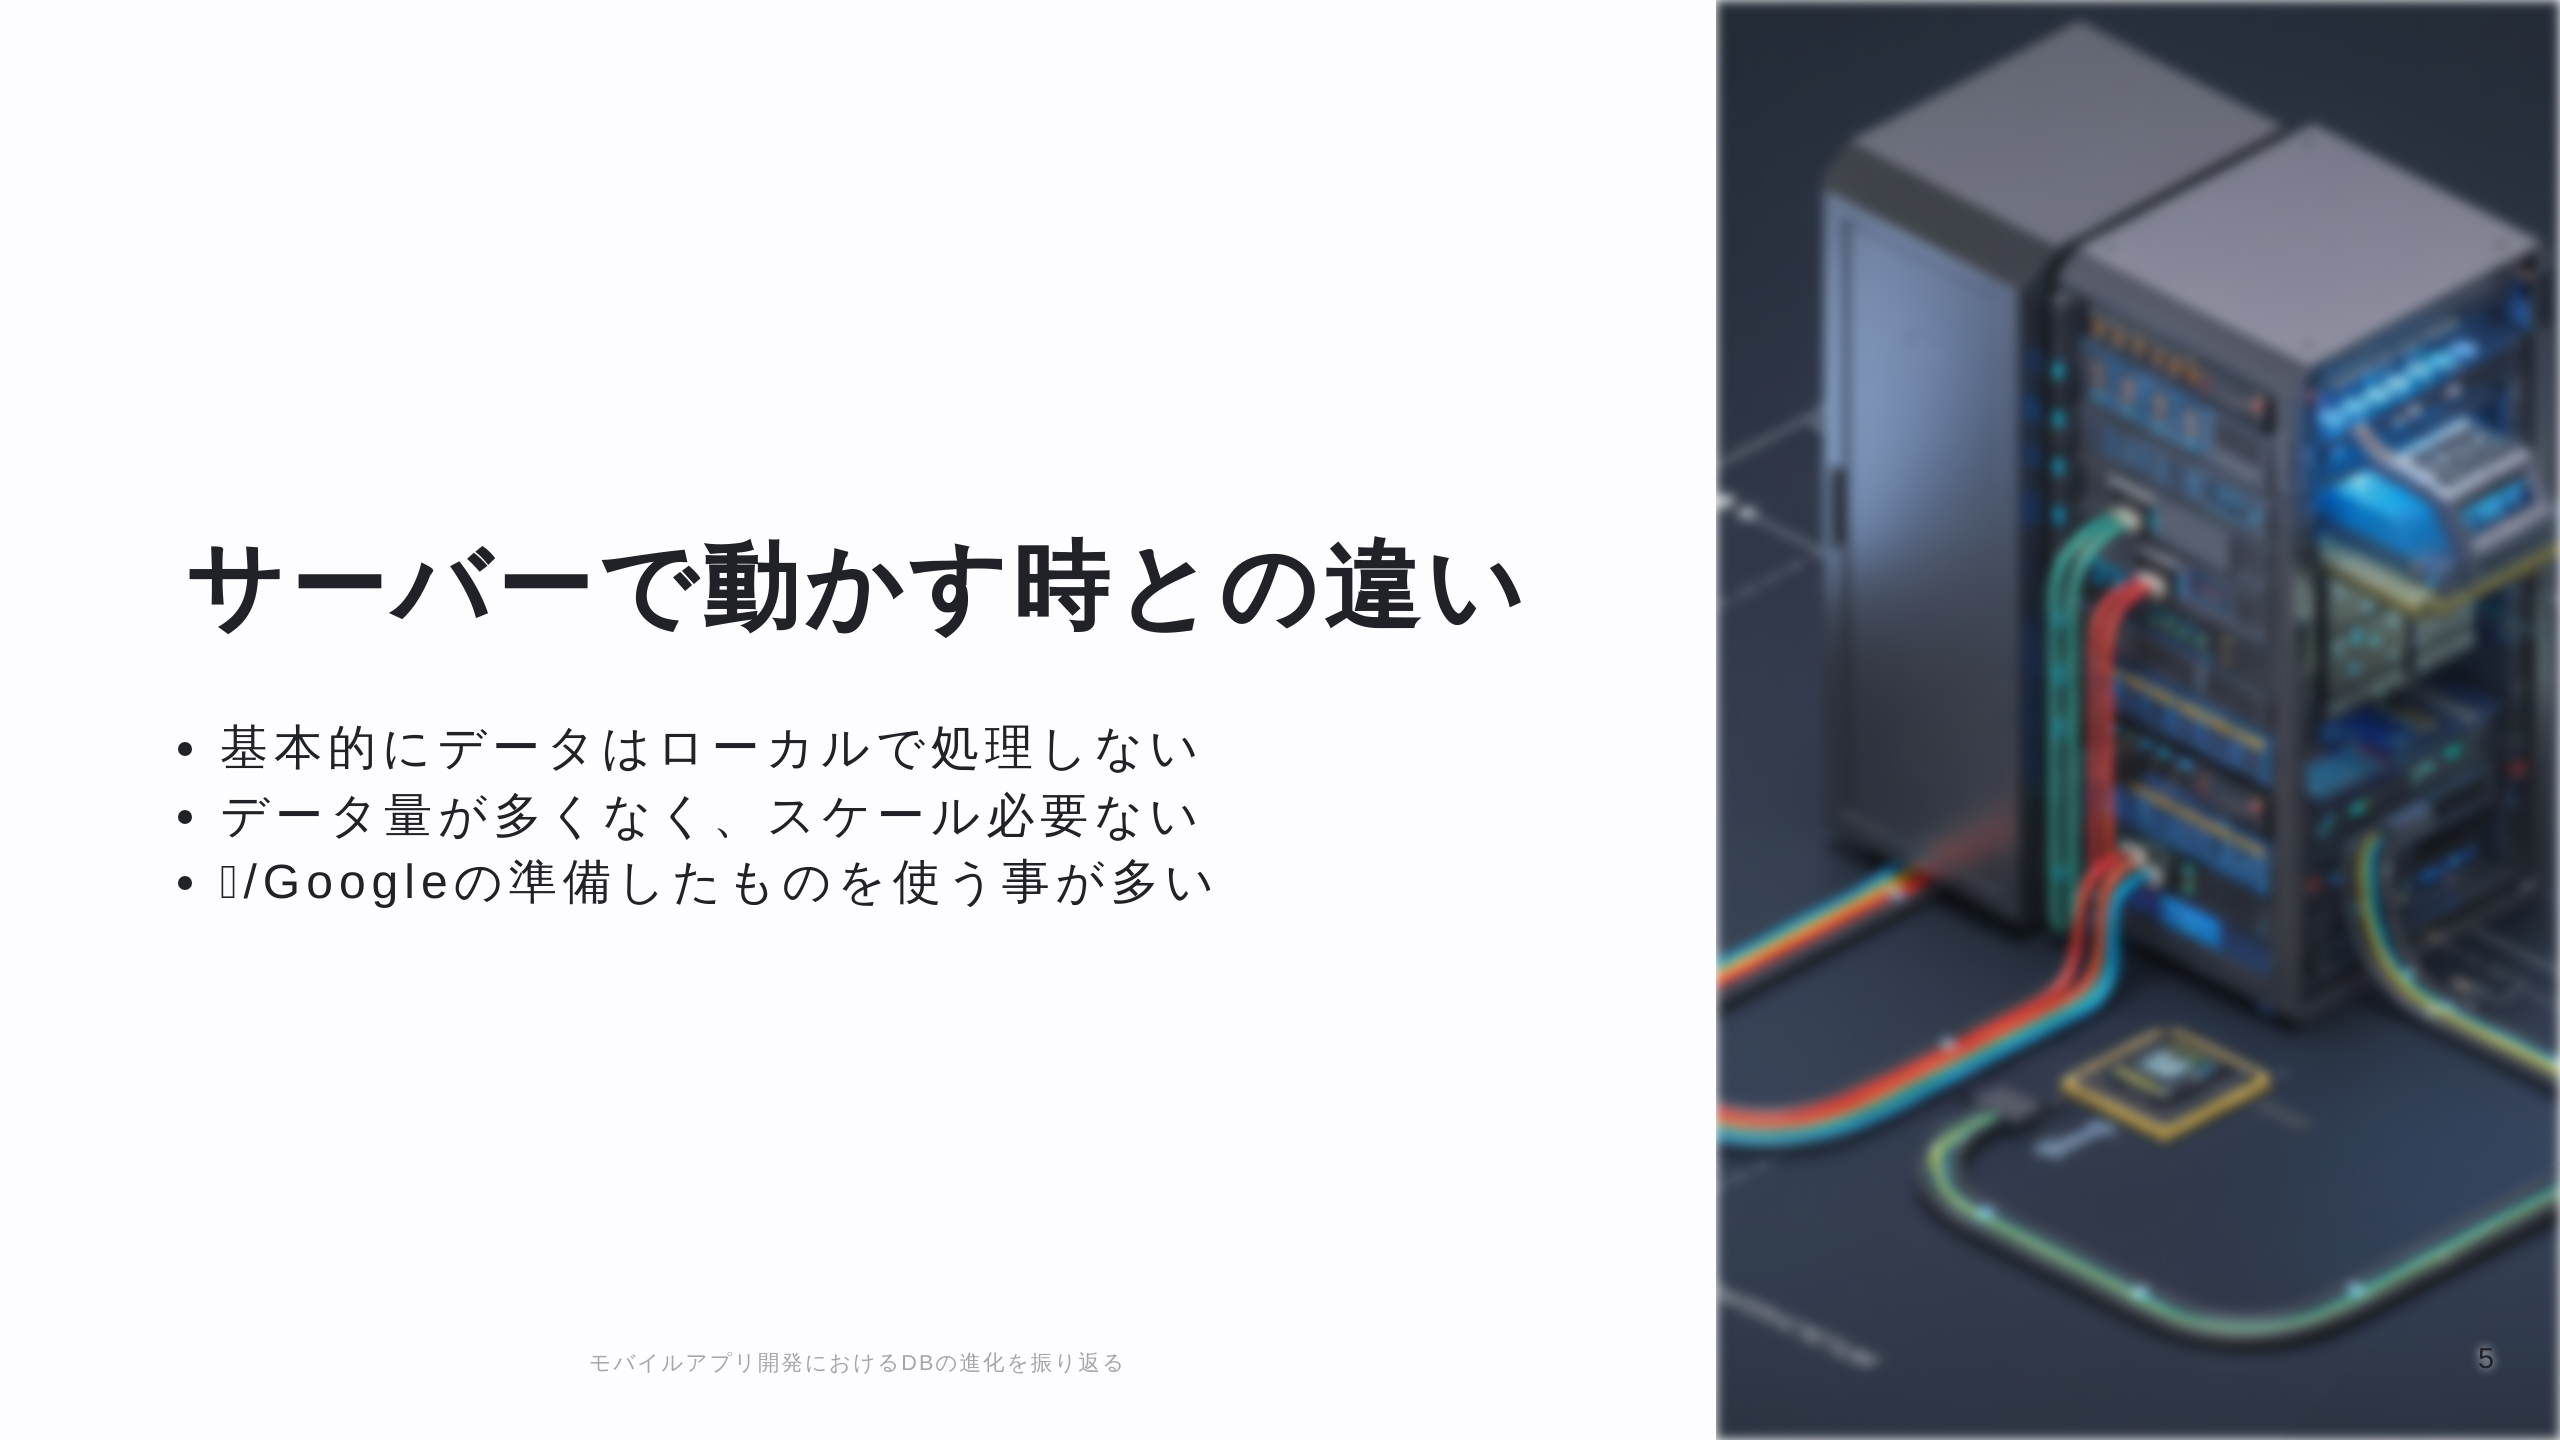 サーバーで動かす時との違い
• 基本的にデータはローカルで処理しない
• データ量が多くなく、スケール必要ない
• /Googleの準備したものを使う事が多い
モバイルアプリ開発におけるDBの進化を振り返る
5